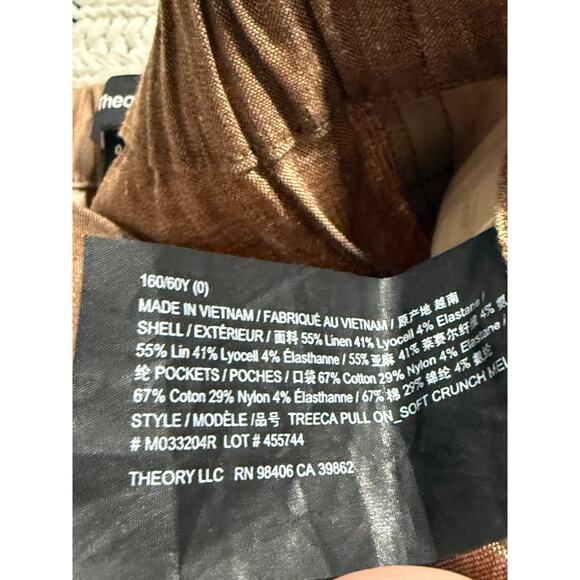 Theo
0
160/60Y (0)
MADE IN VIETNAM / FABRIQUÉ AU VIETNAM / 原产地 越南
SHELL / EXTÉRIEUR / 面料 55% Linen 41% Lyocell 4% Elastane /
55% Lin 41% Lyocell 4% Élasthanne / 55% 亚麻 41% 莱赛尔纤维 4% 氨
纶 POCKETS / POCHES / 口袋 67% Cotton 29% Nylon 4% Elastane /
67% Coton 29% Nylon 4% Élasthanne / 67% 棉 29% 锦纶 4% 氨纶
STYLE / MODÈLE /品号 TREECA PULL ON_SOFT CRUNCH MEL
# M033204R LOT # 455744
THEORY LLC RN 98406 CA 39862